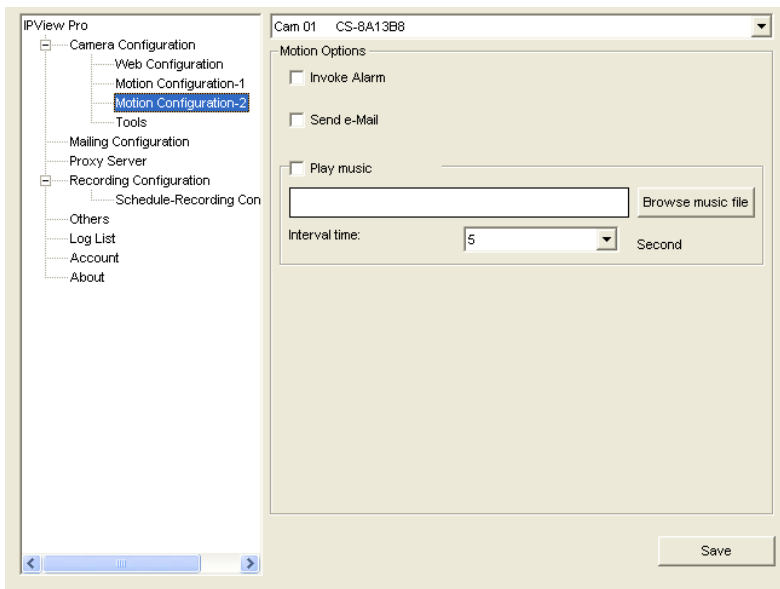 IPView Pro
Camera Configuration
Web Configuration
Motion Configuration-1
Motion Configuration-2
Tools
Mailing Configuration
Proxy Server
Recording Configuration
Schedule-Recording Con
Others
Log List
Account
About
Cam 01 CS-8A13B8
Motion Options
Invoke Alarm
Send e-Mail
Play music
Browse music file
Interval time: 5 Second
Save